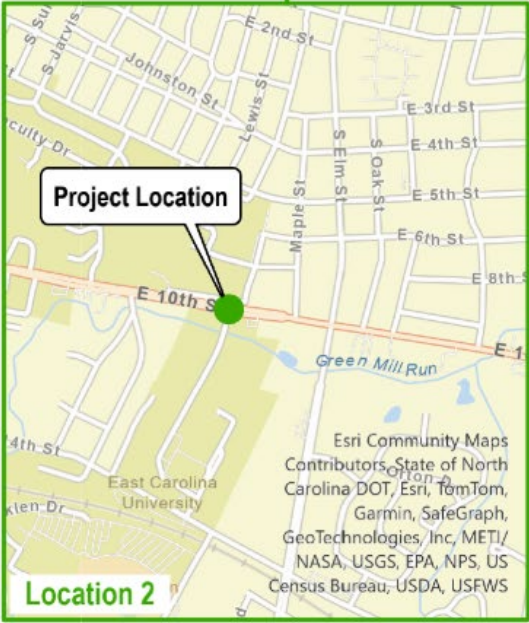 E 2nd St
S Jarvis
Johnston St
Lewis St
E 3rd St
S Elm St
S Oak St
E 4th St
Maple St
E 5th St
Project Location
E 6th St
E 8th
E 10th S
Green Mill Run
Esri Community Maps
Contributors, State of North
Carolina DOT, Esri, TomTom,
Garmin, SafeGraph,
GeoTechnologies, Inc, METI/
NASA, USGS, EPA, NPS, US
Census Bureau, USDA, USFWS
4th St
East Carolina
University
Location 2